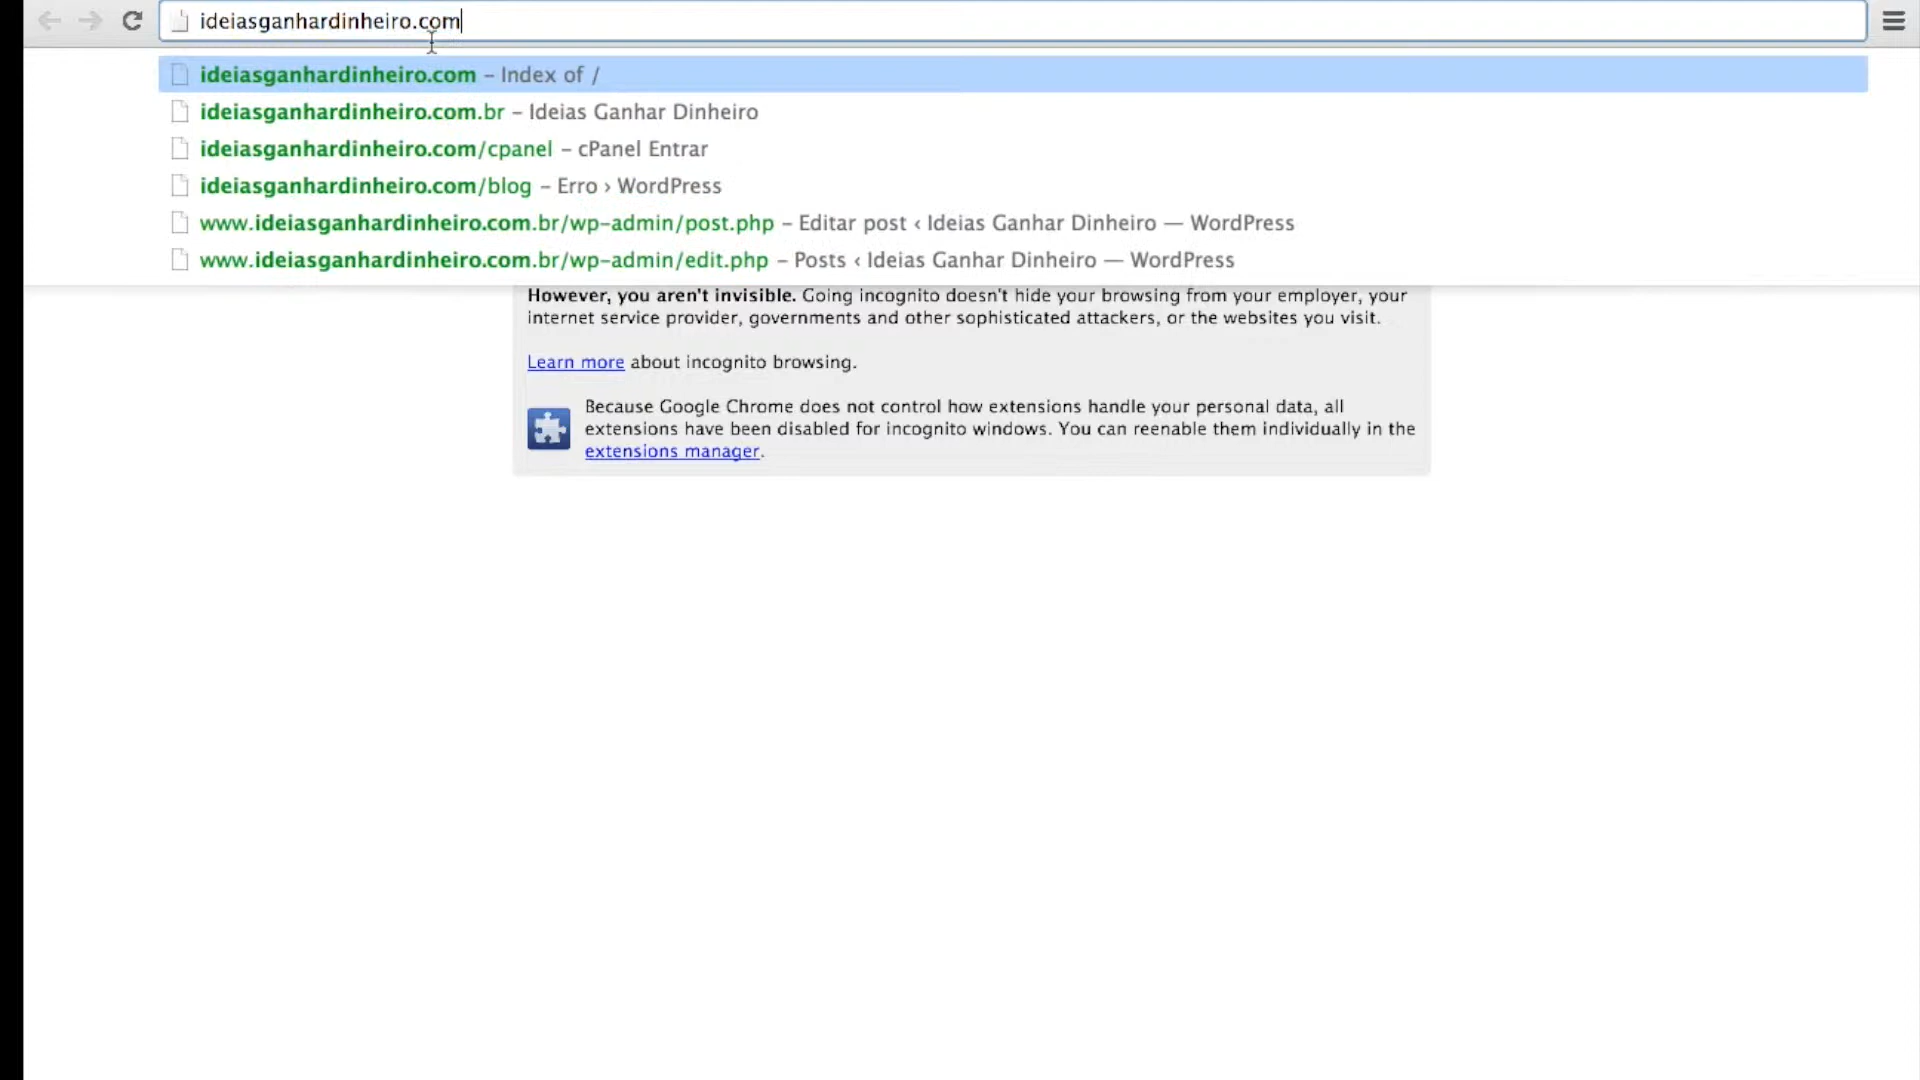 ideiasganhardinheiro.com
ideiasganhardinheiro.com – Index of /
ideiasganhardinheiro.com.br – Ideias Ganhar Dinheiro
ideiasganhardinheiro.com/cpanel – cPanel Entrar
ideiasganhardinheiro.com/blog – Erro › WordPress
www.ideiasganhardinheiro.com.br/wp-admin/post.php – Editar post ‹ Ideias Ganhar Dinheiro — WordPress
www.ideiasganhardinheiro.com.br/wp-admin/edit.php – Posts ‹ Ideias Ganhar Dinheiro — WordPress
However, you aren't invisible. Going incognito doesn't hide your browsing from your employer, your
internet service provider, governments and other sophisticated attackers, or the websites you visit.
Learn more about incognito browsing.
Because Google Chrome does not control how extensions handle your personal data, all
extensions have been disabled for incognito windows. You can reenable them individually in the
extensions manager.